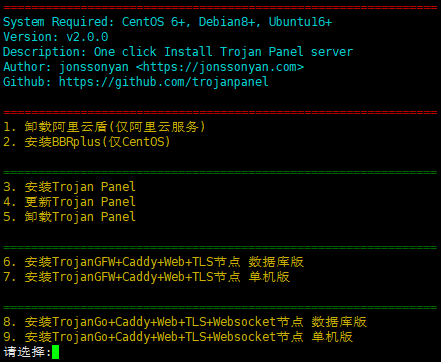 System Required: CentOS 6+, Debian8+, Ubuntu16+
Version: v2.0.0
Description: One click Install Trojan Panel server
Author: jonssonyan <https://jonssonyan.com>
Github: https://github.com/trojanpanel
1. 卸载阿里云盾(仅阿里云服务)
2. 安装BBRplus(仅CentOS)
3. 安装Trojan Panel
4. 更新Trojan Panel
5. 卸载Trojan Panel
6. 安装TrojanGFW+Caddy+Web+TLS节点 数据库版
7. 安装TrojanGFW+Caddy+Web+TLS节点 单机版
8. 安装TrojanGo+Caddy+Web+TLS+Websocket节点 数据库版
9. 安装TrojanGo+Caddy+Web+TLS+Websocket节点 单机版
请选择: